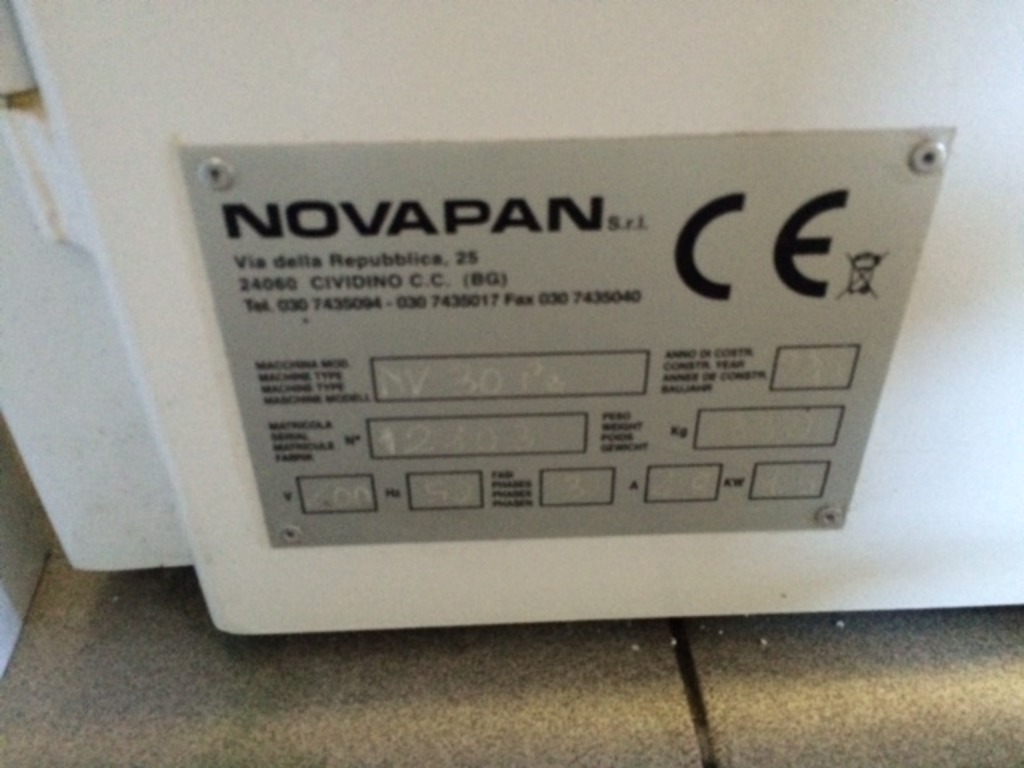 NOVAPAN S.r.l.
CE
Via della Repubblica, 25
24060 CIVIDINO C.C. (BG)
Tel. 030 7435094 - 030 7435017 Fax 030 7435040
MACCHINA MOD.
MACHINE TYPE
MACHINE TYPE
MASCHINE MODELL
NV 30
ANNO DI COSTR.
CONSTR. YEAR
ANNEE DE CONSTR.
BAUJAHR
MATRICOLA
SERIAL
MATRICULE
FABRIK
N°
PESO
WEIGHT
POIDS
GEWICHT
Kg
V
Hz
FASI
PHASES
PHASES
PHASEN
3
A
KW